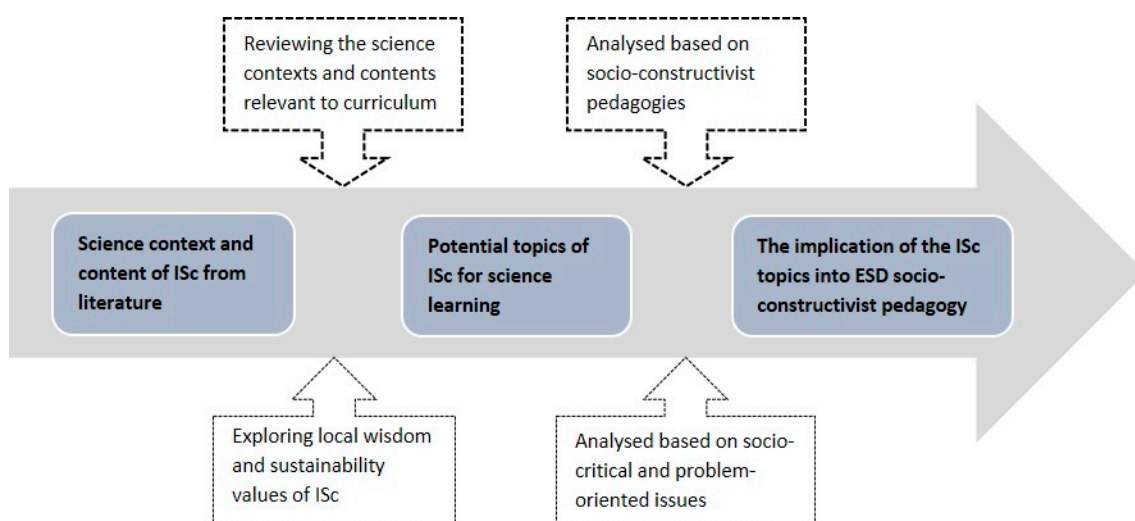 Reviewing the science
contexts and contents
relevant to curriculum
Analysed based on
socio-constructivist
pedagogies
Science context and
content of ISc from
literature
Potential topics of
ISc for science
learning
The implication of the ISc
topics into ESD socio-
constructivist pedagogy
Exploring local wisdom
and sustainability
values of ISc
Analysed based on socio-
critical and problem-
oriented issues